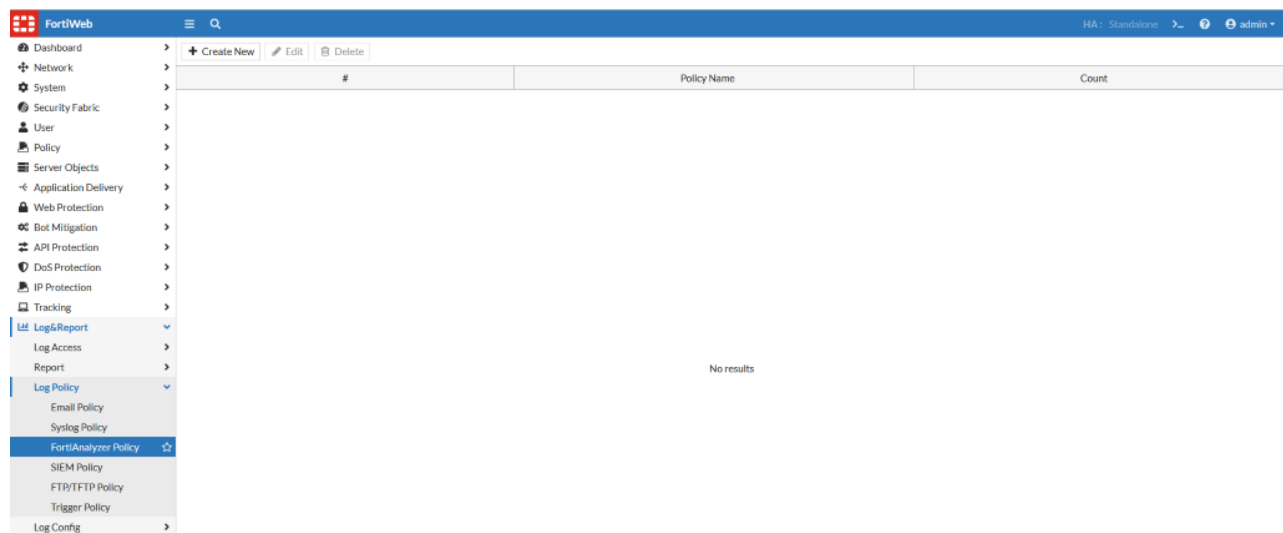 FortiWeb
HA : Standalone >_ admin
Dashboard
Network
System
Security Fabric
User
Policy
Server Objects
Application Delivery
Web Protection
Bot Mitigation
API Protection
DoS Protection
IP Protection
Tracking
Log&Report
Log Access
Report
Log Policy
Email Policy
Syslog Policy
FortiAnalyzer Policy
SIEM Policy
FTP/TFTP Policy
Trigger Policy
Log Config
+ Create New Edit Delete
# Policy Name Count
No results